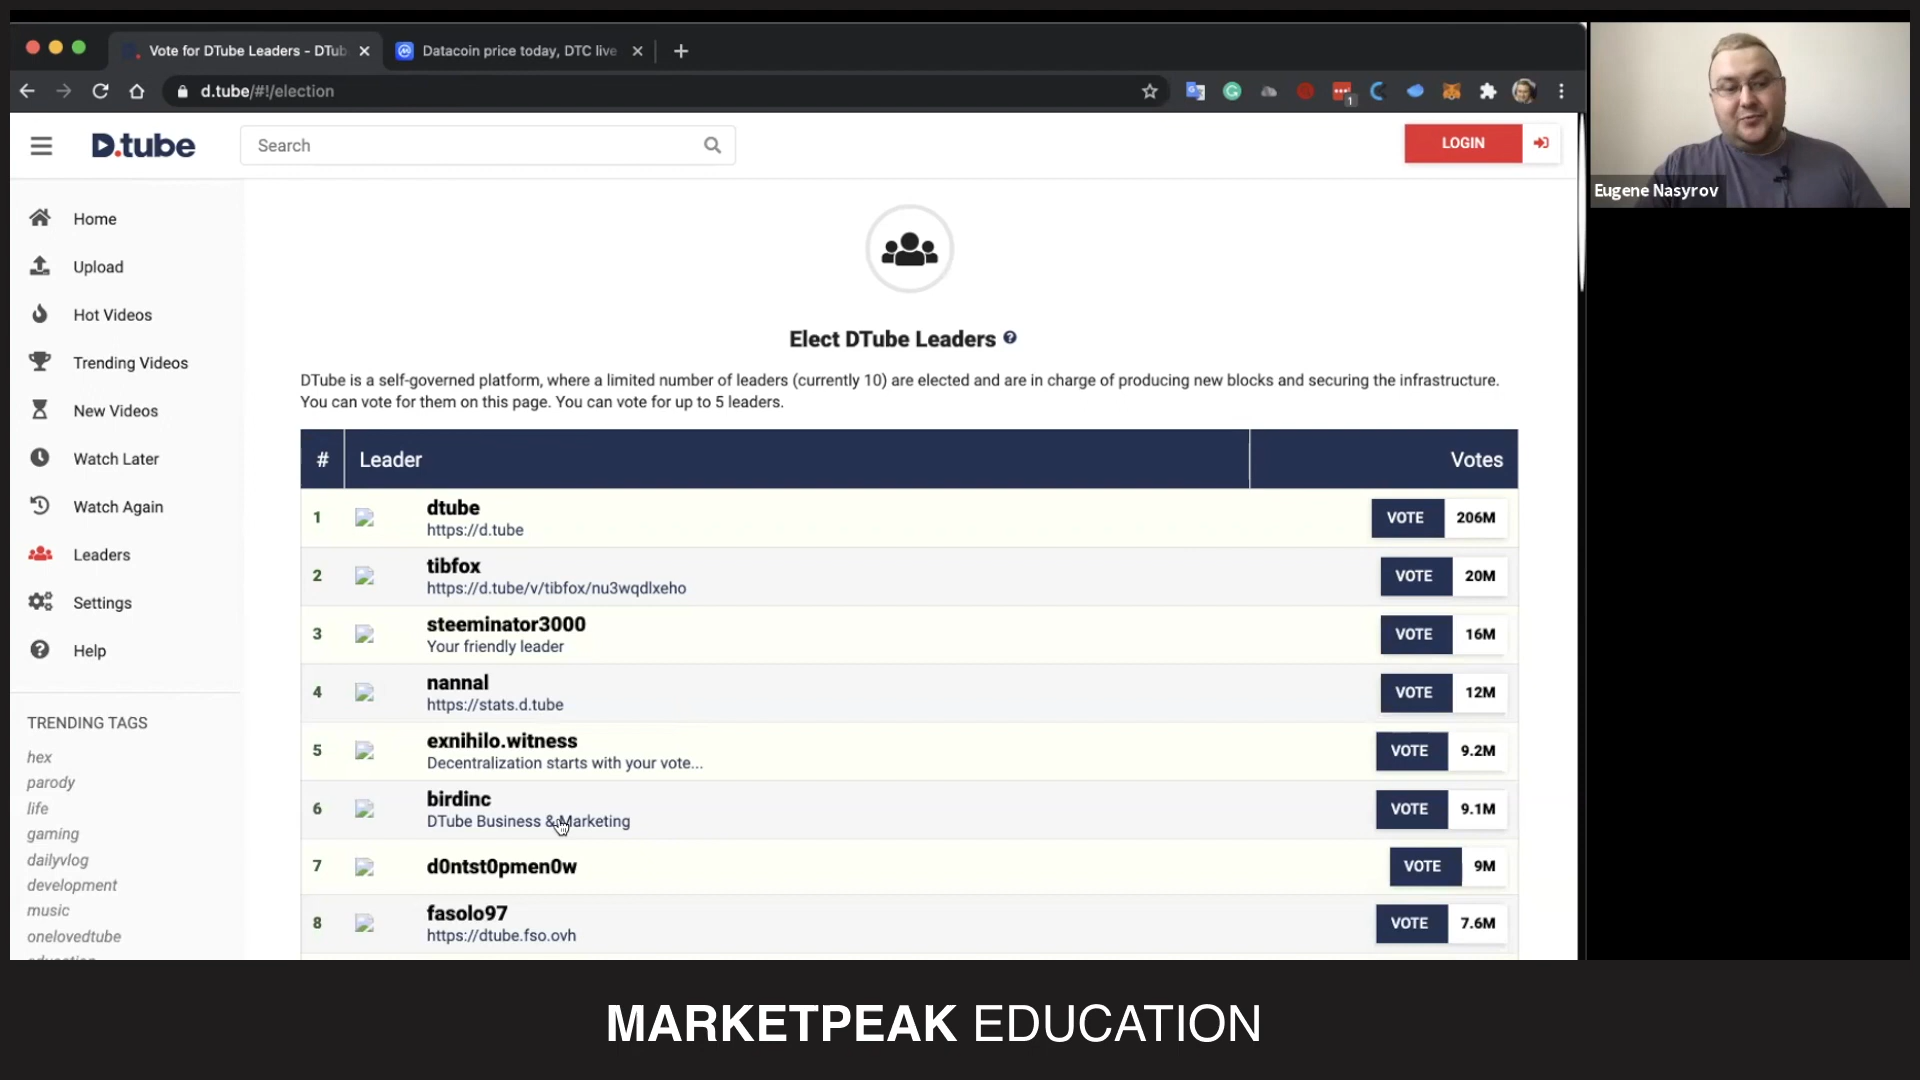 Vote for DTube Leaders - DTub
Datacoin price today, DTC live
d.tube/#!/election
1
D.tube
Search
LOGIN
Eugene Nasyrov
Home
Upload
Hot Videos
Trending Videos
New Videos
Watch Later
Watch Again
Leaders
Settings
Help
TRENDING TAGS
hex
parody
life
gaming
dailyvlog
development
music
onelovedtube
Elect DTube Leaders ?
DTube is a self-governed platform, where a limited number of leaders (currently 10) are elected and are in charge of producing new blocks and securing the infrastructure.
You can vote for them on this page. You can vote for up to 5 leaders.
# Leader Votes
1 dtube VOTE 206M
https://d.tube
2 tibfox VOTE 20M
https://d.tube/v/tibfox/nu3wqdlxeho
3 steeminator3000 VOTE 16M
Your friendly leader
4 nannal VOTE 12M
https://stats.d.tube
5 exnihilo.witness VOTE 9.2M
Decentralization starts with your vote...
6 birdinc VOTE 9.1M
DTube Business & Marketing
7 d0ntst0pmen0w VOTE 9M
8 fasolo97 VOTE 7.6M
https://dtube.fso.ovh
MARKETPEAK EDUCATION